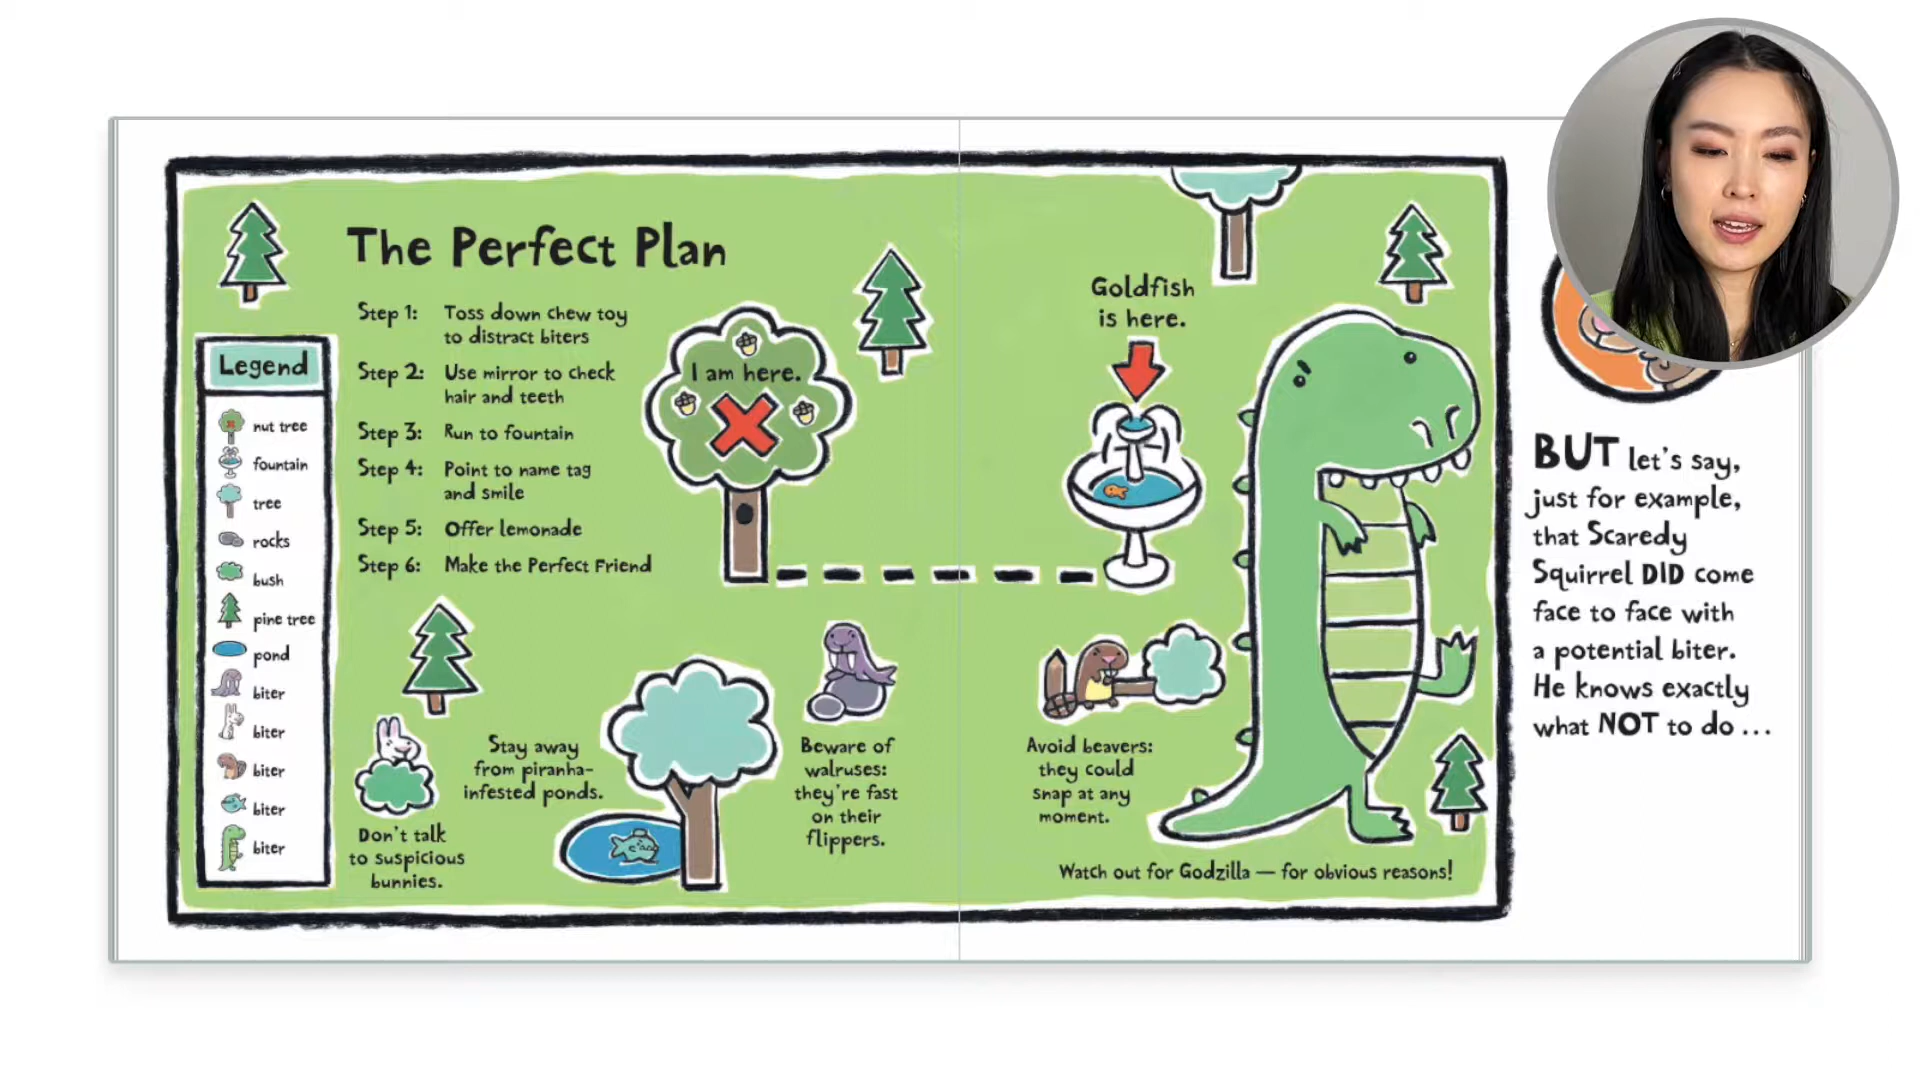 The Perfect Plan
Step 1: Toss down chew toy
to distract biters
Step 2: Use mirror to check
hair and teeth
Step 3: Run to fountain
Step 4: Point to name tag
and smile
Step 5: Offer lemonade
Step 6: Make the Perfect Friend
Legend
nut tree
fountain
tree
rocks
bush
pine tree
pond
biter
biter
biter
biter
biter
I am here.
Goldfish
is here.
Don't talk
to suspicious
bunnies.
Stay away
from piranha-
infested ponds.
Beware of
walruses:
they're fast
on their
flippers.
Avoid beavers:
they could
snap at any
moment.
Watch out for Godzilla — for obvious reasons!
BUT let's say,
just for example,
that Scaredy
Squirrel DID come
face to face with
a potential biter.
He knows exactly
what NOT to do ...